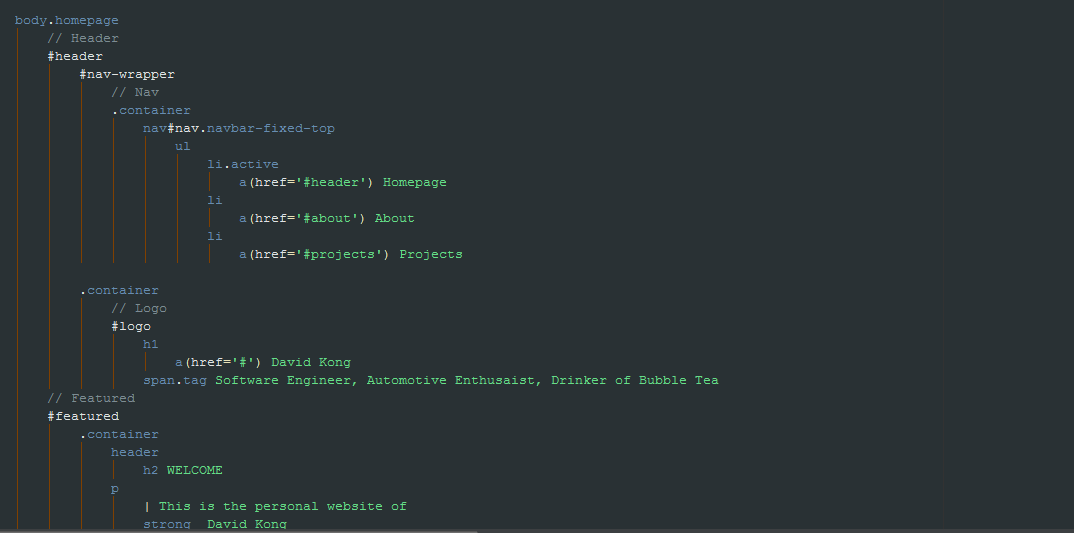 body.homepage
// Header
#header
#nav-wrapper
// Nav
.container
nav#nav.navbar-fixed-top
ul
li.active
a(href='#header') Homepage
li
a(href='#about') About
li
a(href='#projects') Projects
.container
// Logo
#logo
h1
a(href='#') David Kong
span.tag Software Engineer, Automotive Enthusaist, Drinker of Bubble Tea
// Featured
#featured
.container
header
h2 WELCOME
p
| This is the personal website of
strong  David Kong